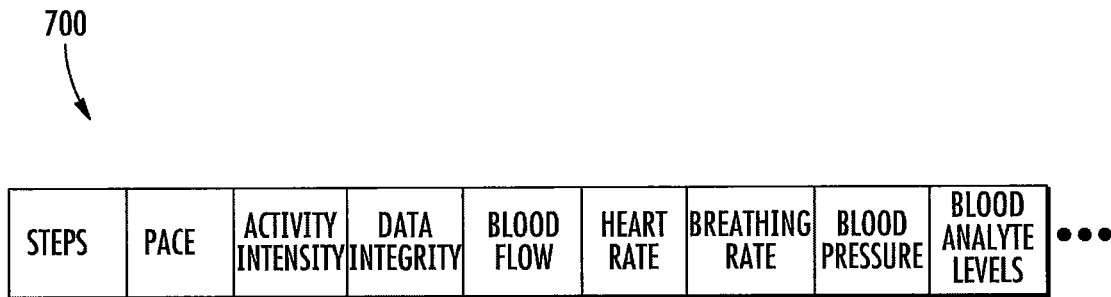 700
STEPS
PACE
ACTIVITY
INTENSITY
DATA
INTEGRITY
BLOOD
FLOW
HEART
RATE
BREATHING
RATE
BLOOD
PRESSURE
BLOOD
ANALYTE
LEVELS